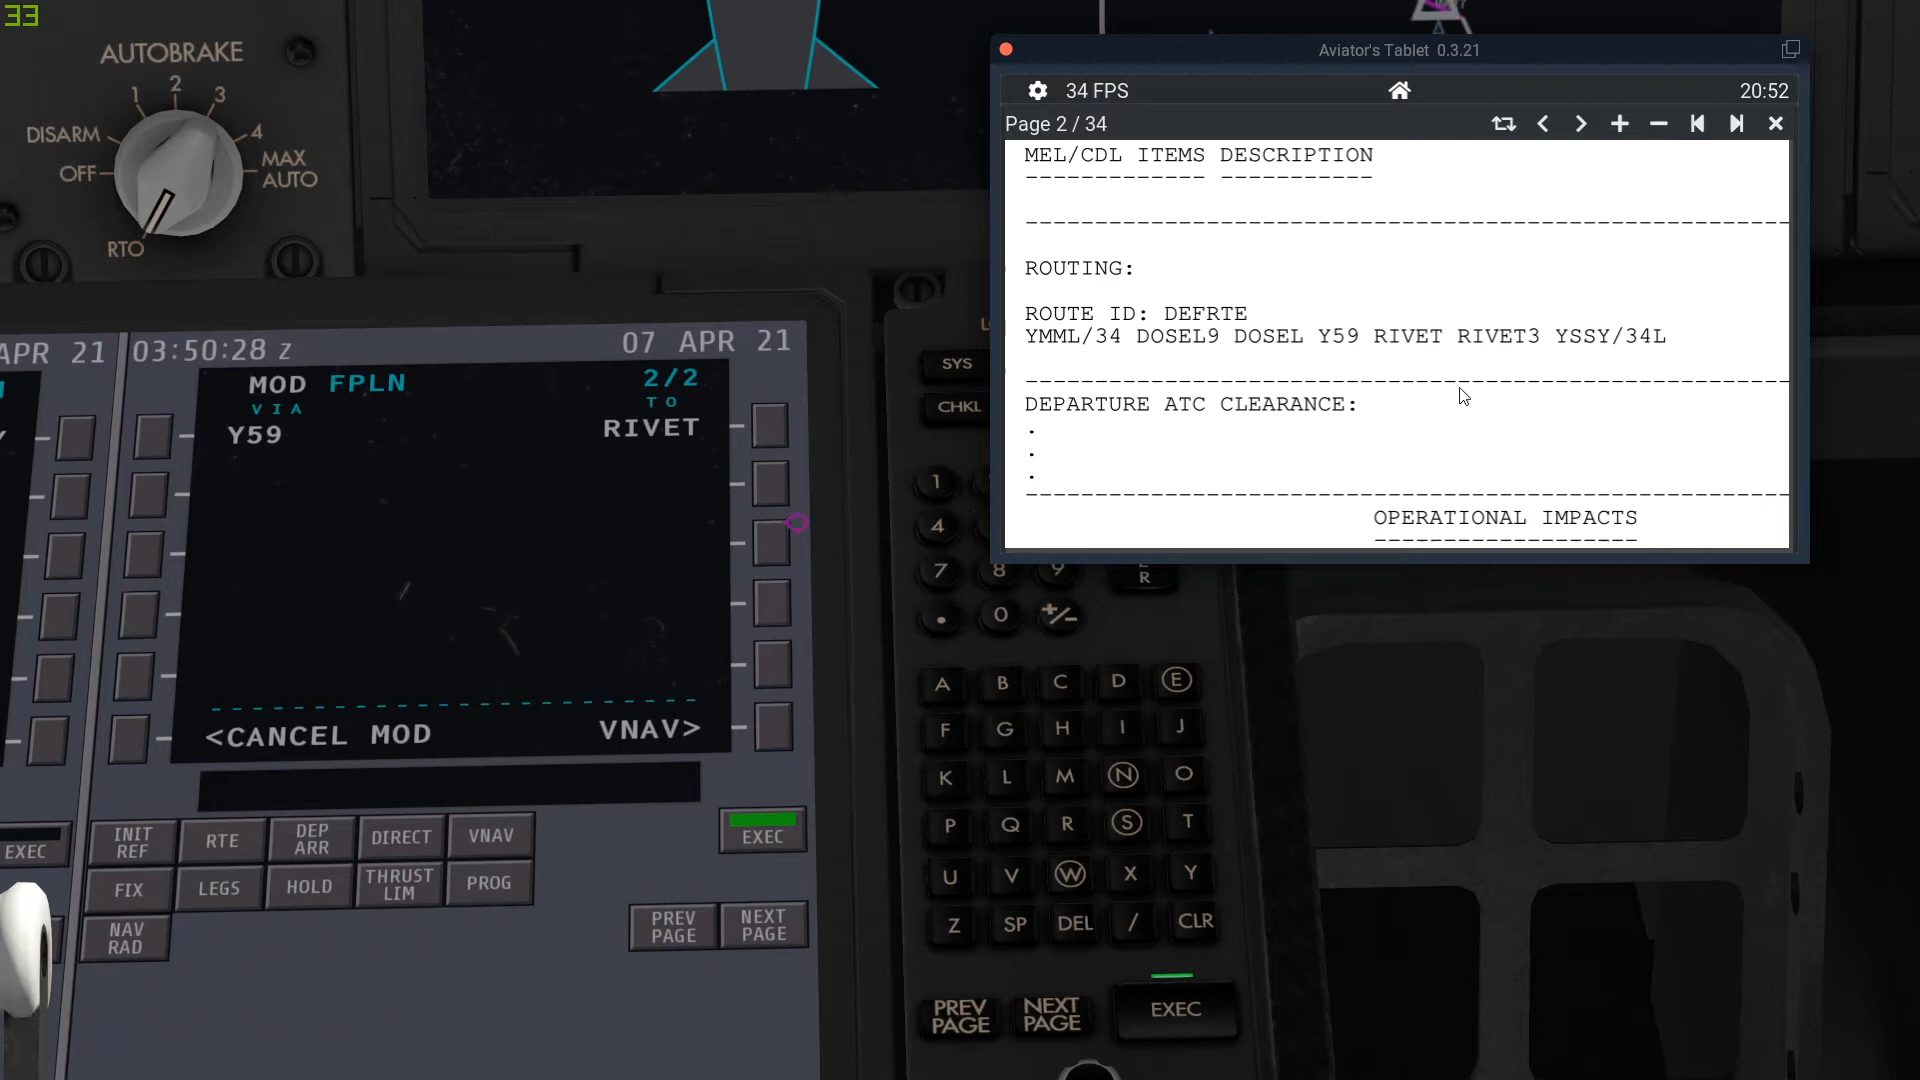 33
AUTOBRAKE
1 2 3
DISARM 4
OFF MAX AUTO
RTO
Aviator's Tablet 0.3.21
34 FPS 20:52
Page 2 / 34
MEL/CDL ITEMS DESCRIPTION
ROUTING:
ROUTE ID: DEFRTE
YMML/34 DOSEL9 DOSEL Y59 RIVET RIVET3 YSSY/34L
DEPARTURE ATC CLEARANCE:
.
.
.
OPERATIONAL IMPACTS
APR 21
03:50:28 z 07 APR 21
MOD FPLN 2/2
VIA TO
Y59 RIVET
<CANCEL MOD VNAV>
EXEC
INIT REF RTE DEP ARR DIRECT VNAV EXEC
FIX LEGS HOLD THRUST LIM PROG
NAV RAD PREV PAGE NEXT PAGE
SYS
CHKL
1
4
7 8 9
. 0 +/-
A B C D E
F G H I J
K L M N O
P Q R S T
U V W X Y
Z SP DEL / CLR
PREV PAGE NEXT PAGE EXEC